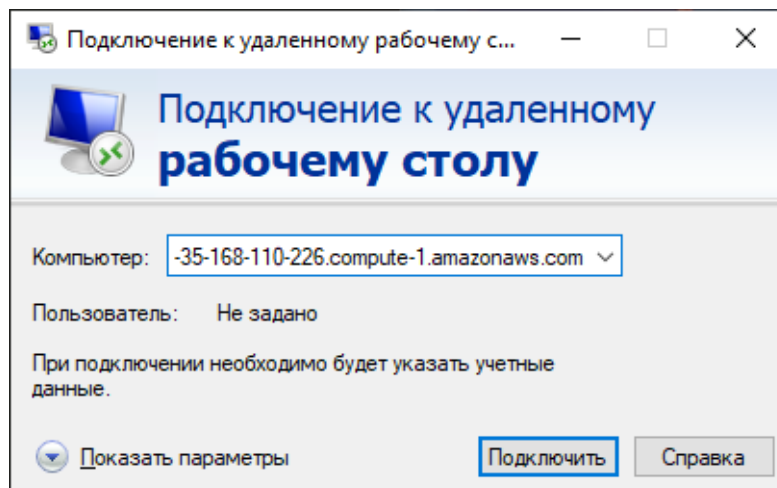 Подключение к удаленному рабочему с...
Подключение к удаленному
рабочему столу
Компьютер: -35-168-110-226.compute-1.amazonaws.com
Пользователь: Не задано
При подключении необходимо будет указать учетные
данные.
Показать параметры Подключить Справка